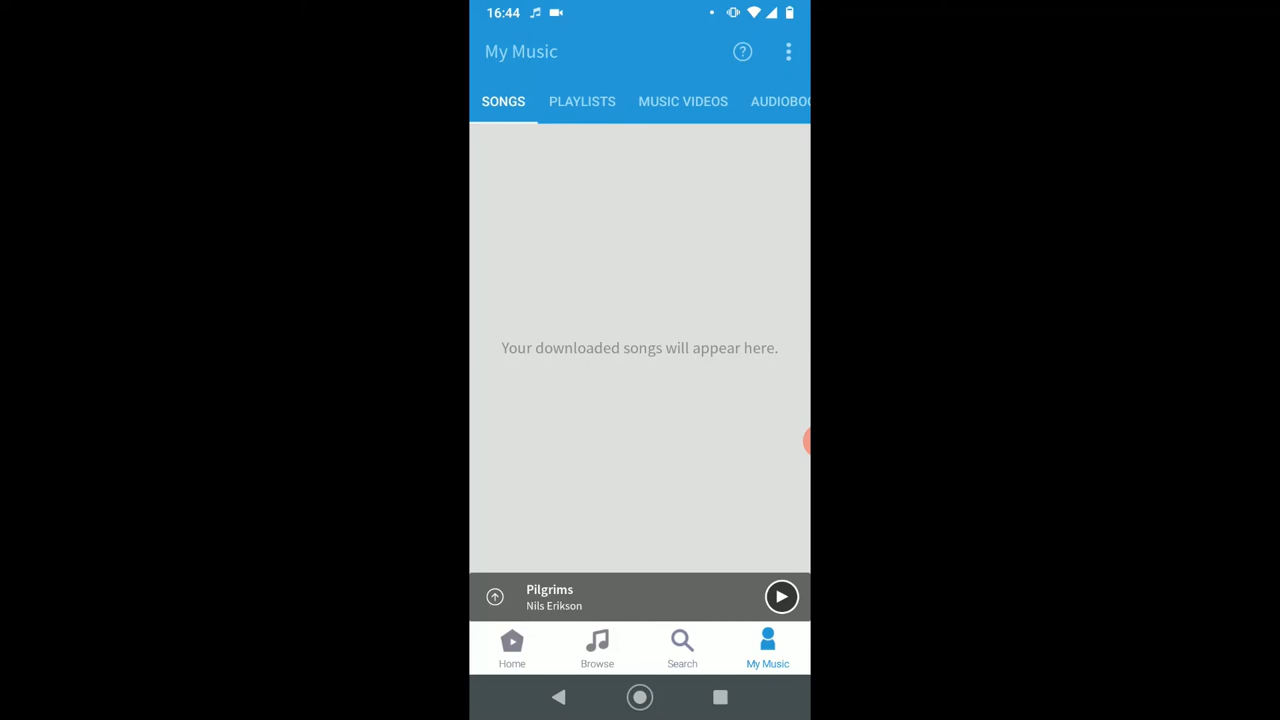 16:44
My Music
SONGS PLAYLISTS MUSIC VIDEOS AUDIOBOO
Your downloaded songs will appear here.
Pilgrims
Nils Erikson
Home Browse Search My Music